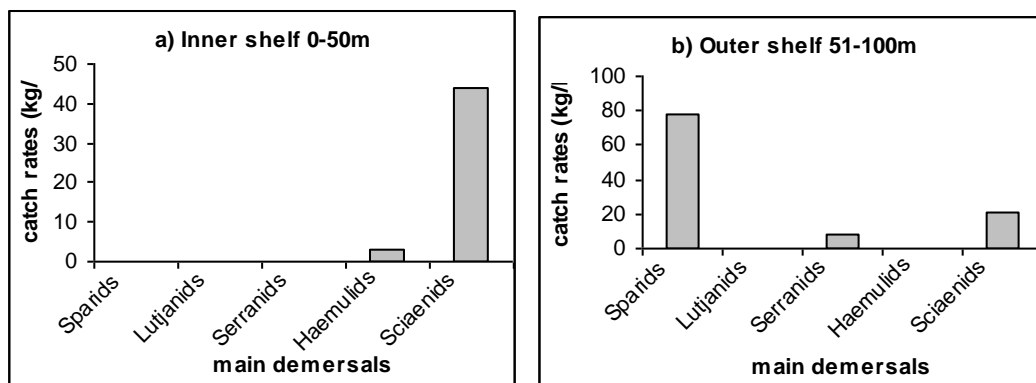 a) Inner shelf 0-50m
50
40
30
20
10
0
catch rates (kg/
Sparids
Lutjanids
Serranids
Haemulids
Sciaenids
main demersals
b) Outer shelf 51-100m
100
80
60
40
20
0
catch rates (kg/
Sparids
Lutjanids
Serranids
Haemulids
Sciaenids
main demersals